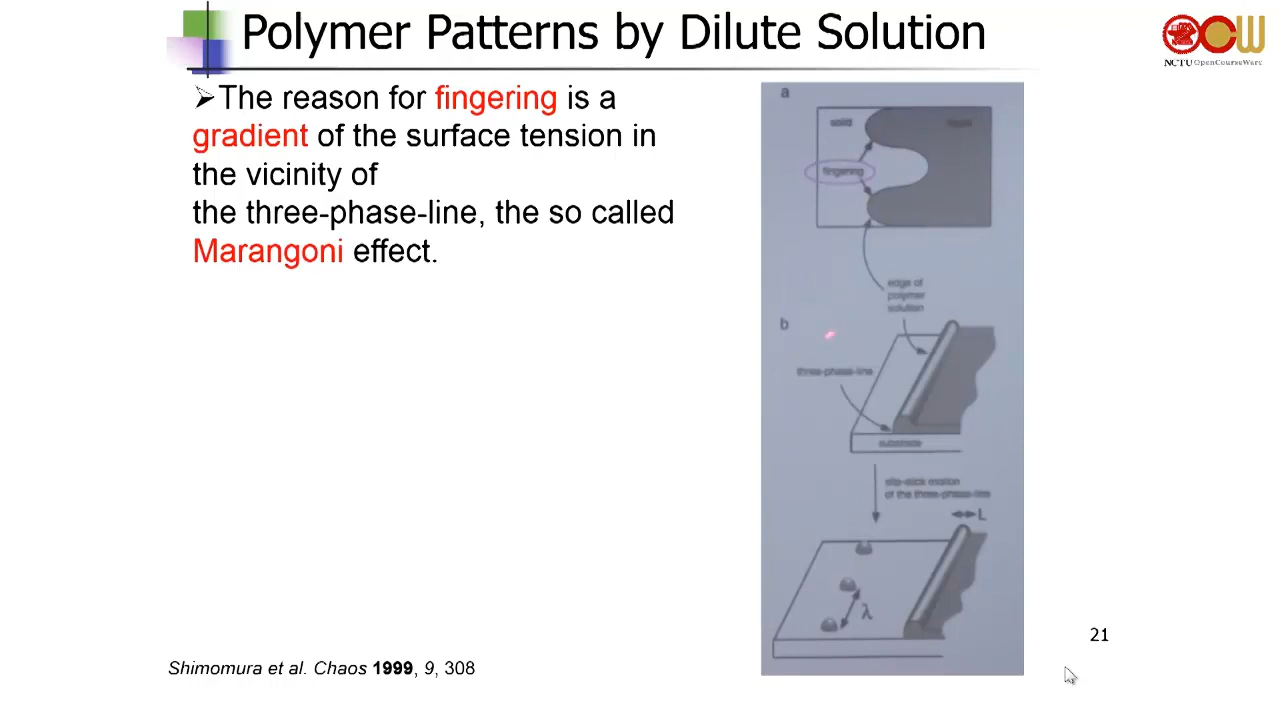 Polymer Patterns by Dilute Solution
NCTU OpenCourseWare
The reason for fingering is a
gradient of the surface tension in
the vicinity of
the three-phase-line, the so called
Marangoni effect.
a
solid
liquid
fingering
edge of
polymer
solution
b
three-phase-line
substrate
slip-stick motion
of the three-phase-line
L
λ
21
Shimomura et al. Chaos 1999, 9, 308